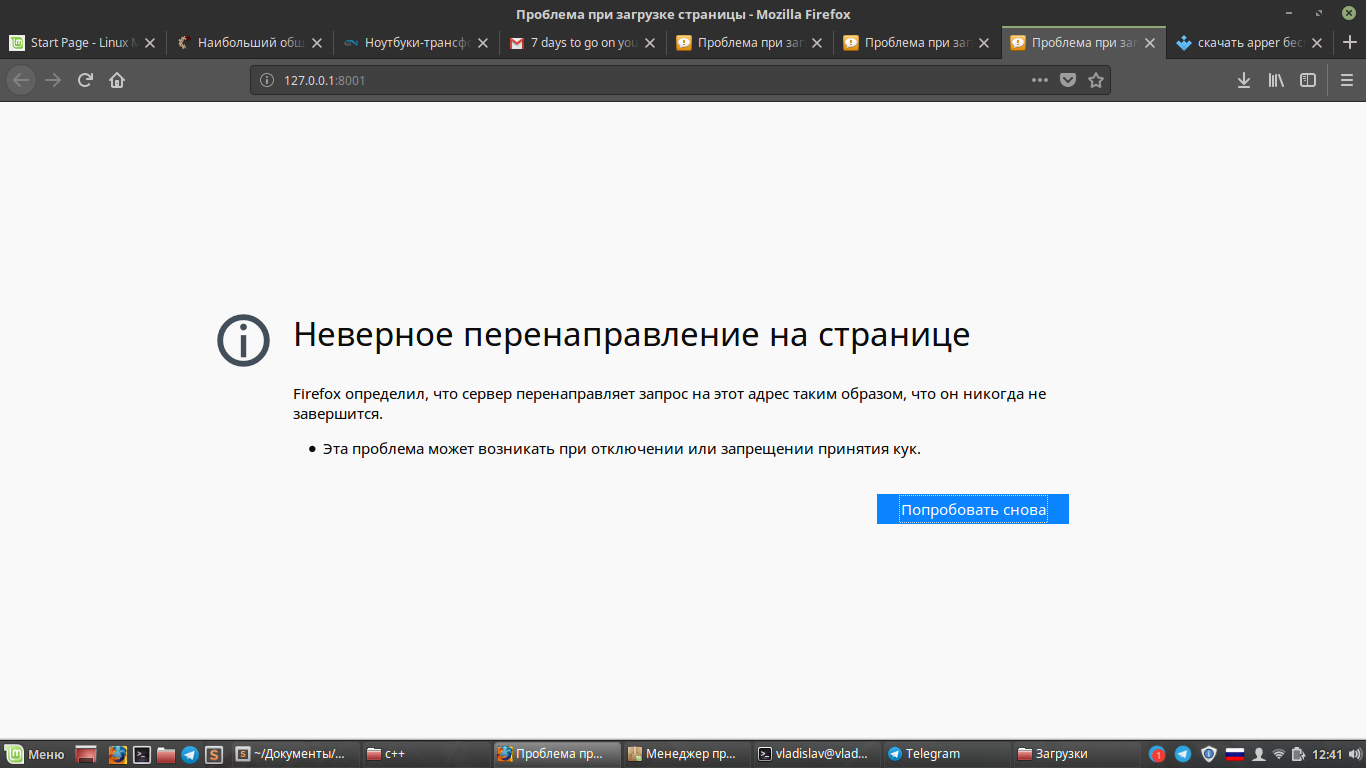 Проблема при загрузке страницы - Mozilla Firefox
Start Page - Linux M
Наибольший общ
Ноутбуки-трансфо
7 days to go on you
Проблема при заг
Проблема при заг
Проблема при заг
скачать apper бес
127.0.0.1:8001
Неверное перенаправление на странице
Firefox определил, что сервер перенаправляет запрос на этот адрес таким образом, что он никогда не
завершится.
Эта проблема может возникать при отключении или запрещении принятия кук.
Попробовать снова
Меню
~/Документы/...
c++
Проблема пр...
Менеджер пр...
vladislav@vlad...
Telegram
Загрузки
1
12:41